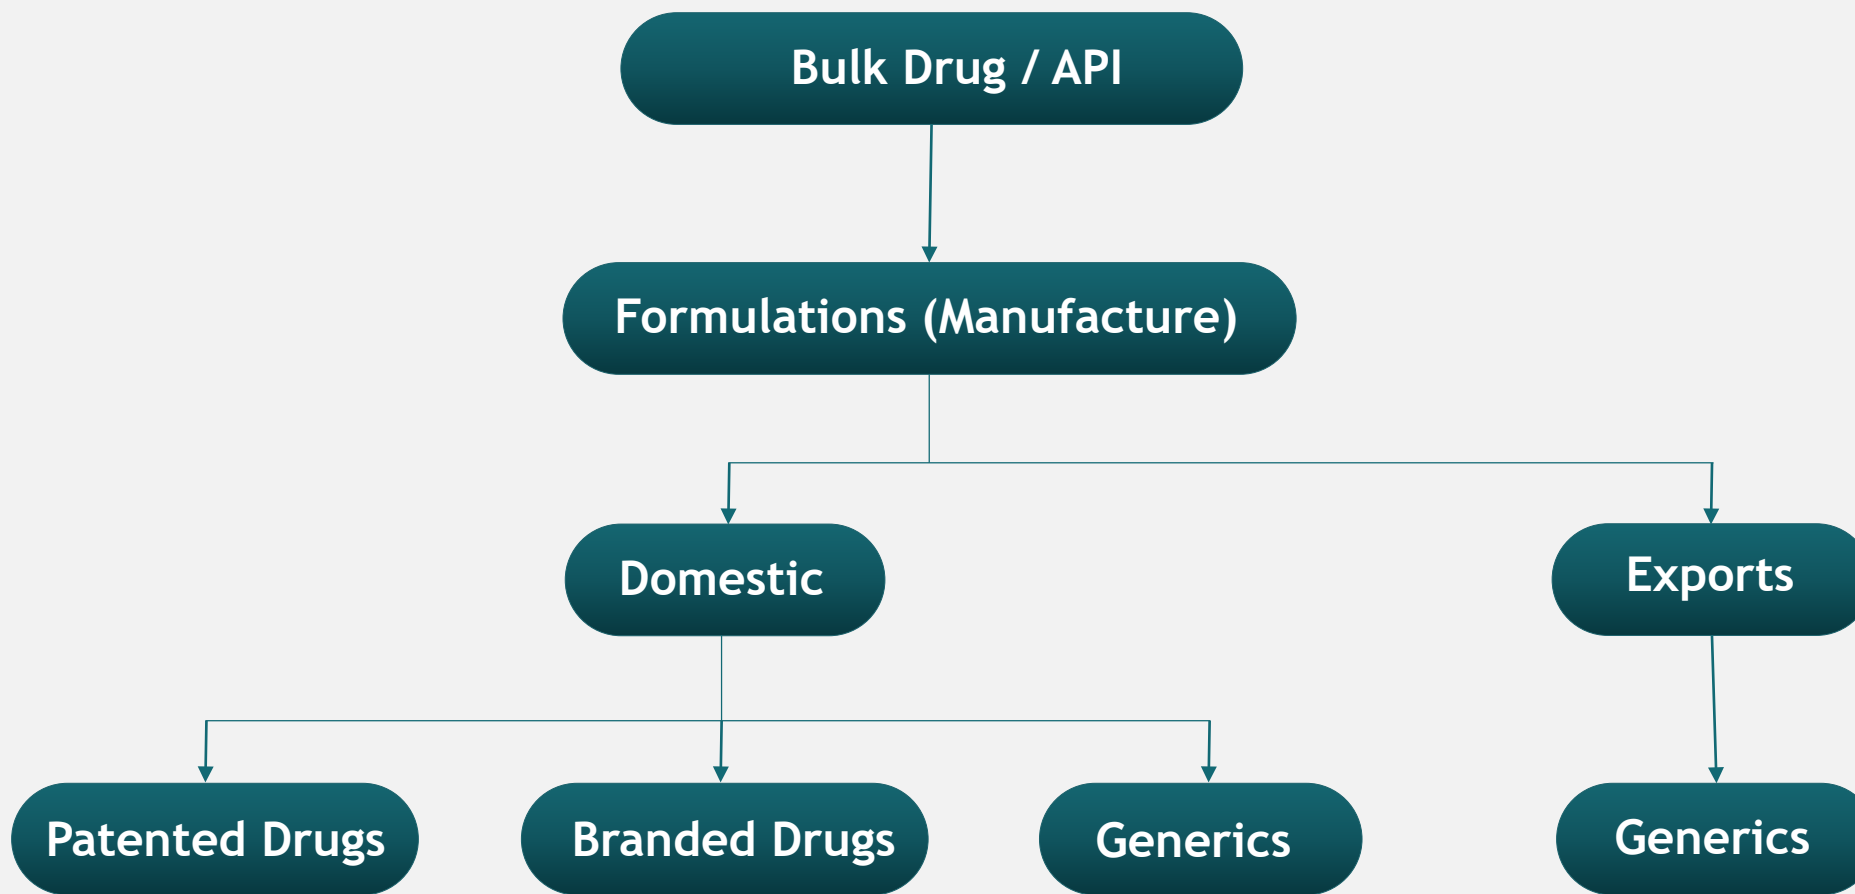 Bulk Drug / API
Formulations (Manufacture)
Domestic
Exports
Patented Drugs
Branded Drugs
Generics
Generics